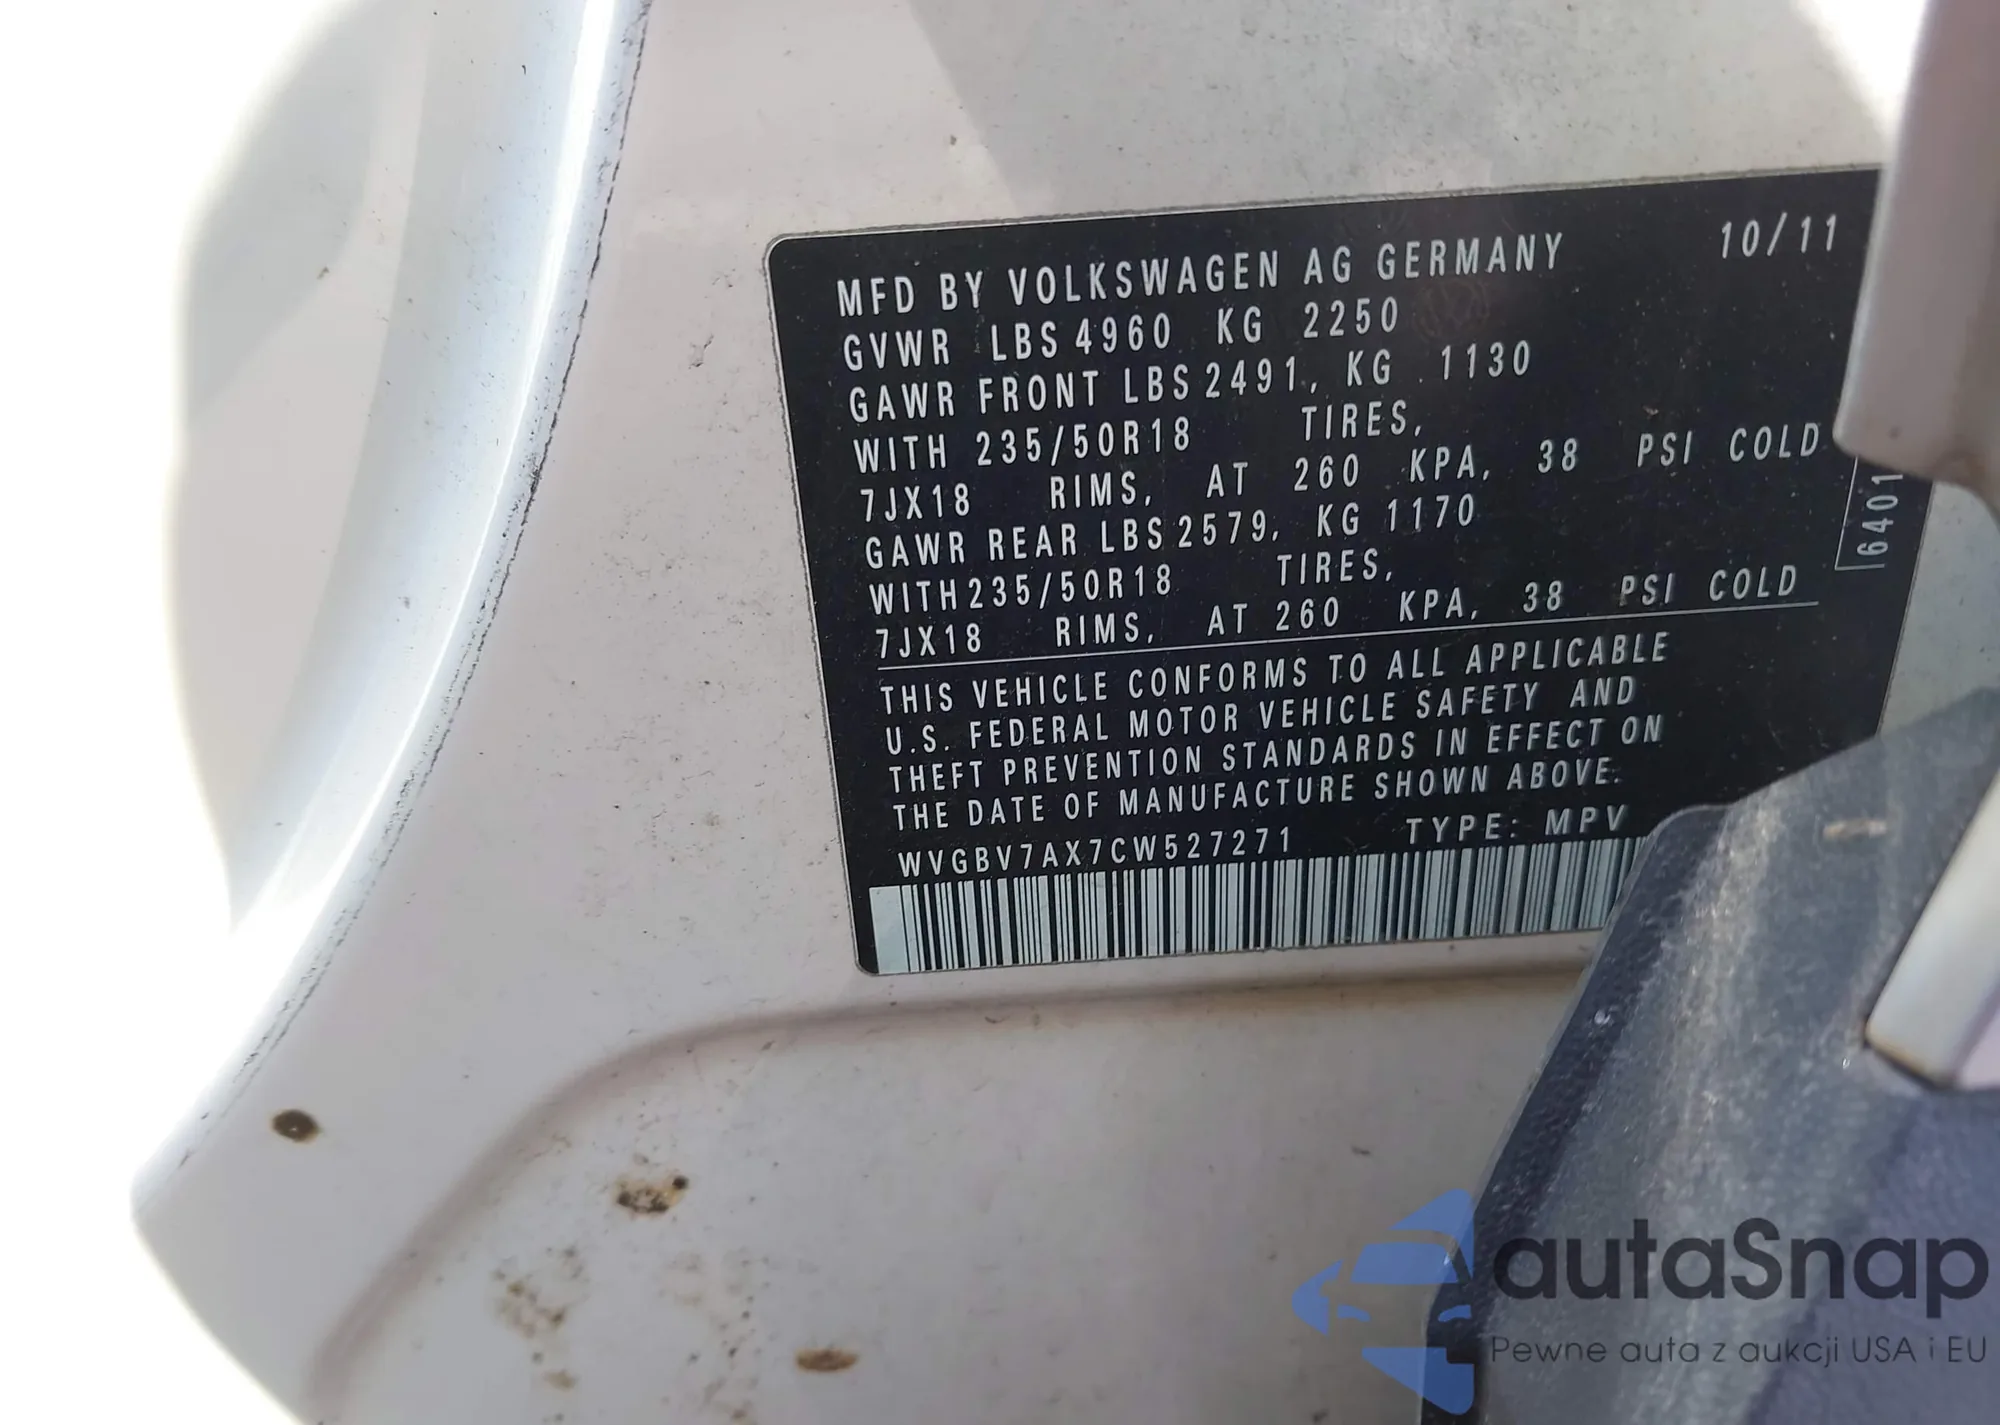 MFD BY VOLKSWAGEN AG GERMANY 10/11
GVWR LBS 4960 KG 2250
GAWR FRONT LBS 2491, KG 1130
WITH 235/50R18 TIRES,
7JX18 RIMS, AT 260 KPA, 38 PSI COLD
GAWR REAR LBS 2579, KG 1170
WITH 235/50R18 TIRES,
7JX18 RIMS, AT 260 KPA, 38 PSI COLD
6401
THIS VEHICLE CONFORMS TO ALL APPLICABLE
U.S. FEDERAL MOTOR VEHICLE SAFETY AND
THEFT PREVENTION STANDARDS IN EFFECT ON
THE DATE OF MANUFACTURE SHOWN ABOVE.
WVGBV7AX7CW527271 TYPE: MPV
autaSnap
Pewne auta z aukcji USA i EU